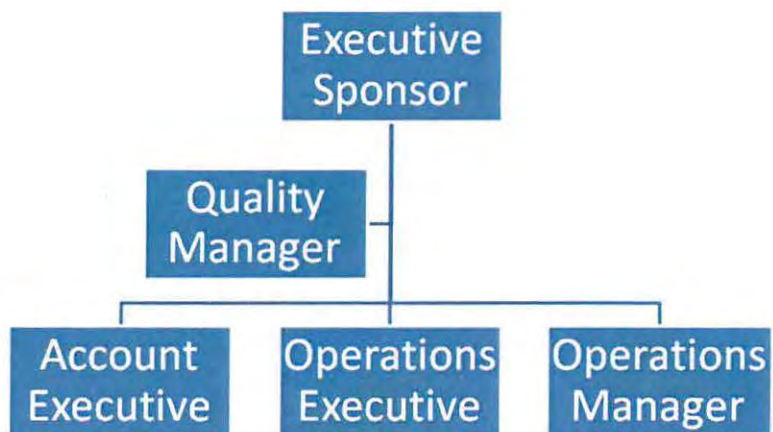 Executive
Sponsor
Quality
Manager
Account
Executive
Operations
Executive
Operations
Manager